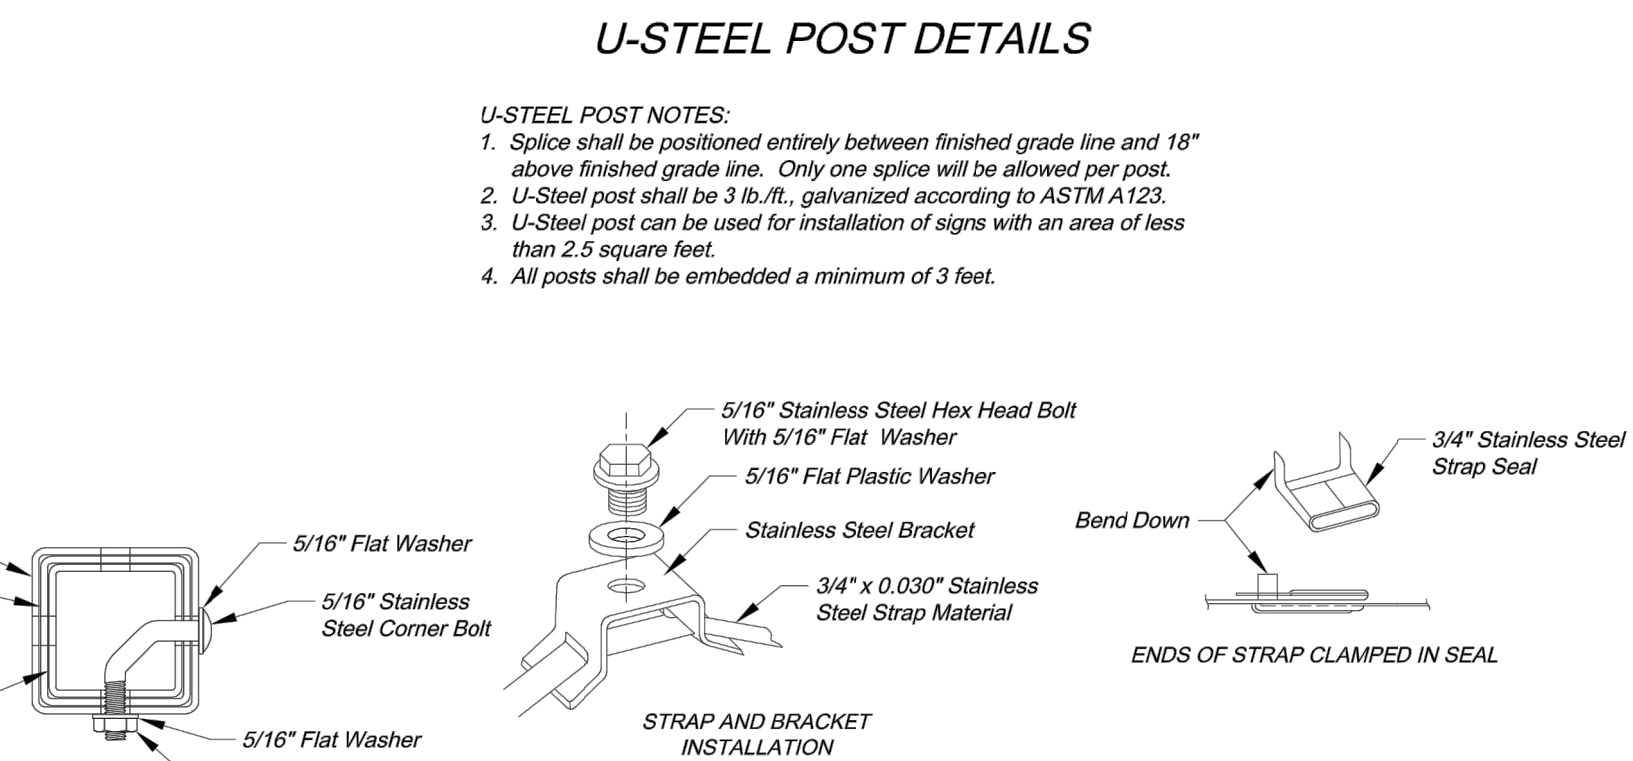 U-STEEL POST DETAILS
U-STEEL POST NOTES:
1. Splice shall be positioned entirely between finished grade line and 18"
above finished grade line. Only one splice will be allowed per post.
2. U-Steel post shall be 3 lb./ft., galvanized according to ASTM A123.
3. U-Steel post can be used for installation of signs with an area of less
than 2.5 square feet.
4. All posts shall be embedded a minimum of 3 feet.
5/16" Stainless Steel Hex Head Bolt
With 5/16" Flat Washer
5/16" Flat Plastic Washer
Stainless Steel Bracket
3/4" x 0.030" Stainless
Steel Strap Material
STRAP AND BRACKET
INSTALLATION
3/4" Stainless Steel
Strap Seal
Bend Down
ENDS OF STRAP CLAMPED IN SEAL
5/16" Flat Washer
5/16" Stainless
Steel Corner Bolt
5/16" Flat Washer